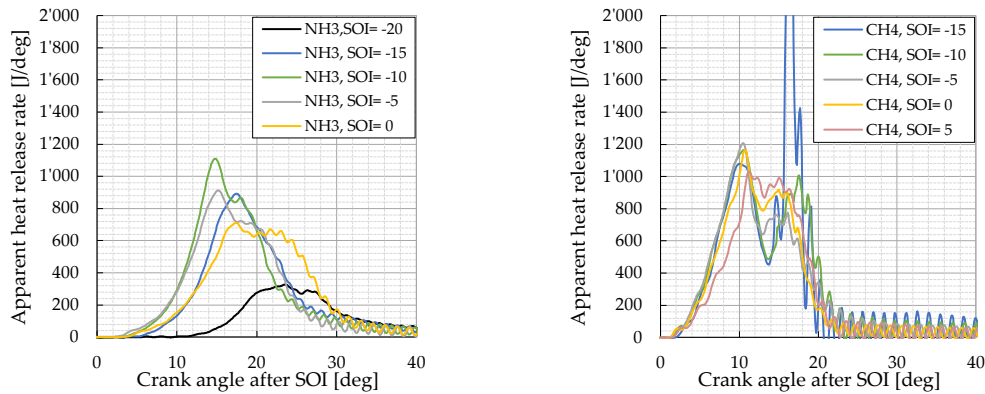 Apparent heat release rate [J/deg]
2'000
1'800
1'600
1'400
1'200
1'000
800
600
400
200
0
NH3,SOI= -20
NH3, SOI= -15
NH3, SOI= -10
NH3, SOI= -5
NH3, SOI= 0
0 10 20 30 40
Crank angle after SOI [deg]
Apparent heat release rate [J/deg]
2'000
1'800
1'600
1'400
1'200
1'000
800
600
400
200
0
CH4, SOI= -15
CH4, SOI= -10
CH4, SOI= -5
CH4, SOI= 0
CH4, SOI= 5
0 10 20 30 40
Crank angle after SOI [deg]